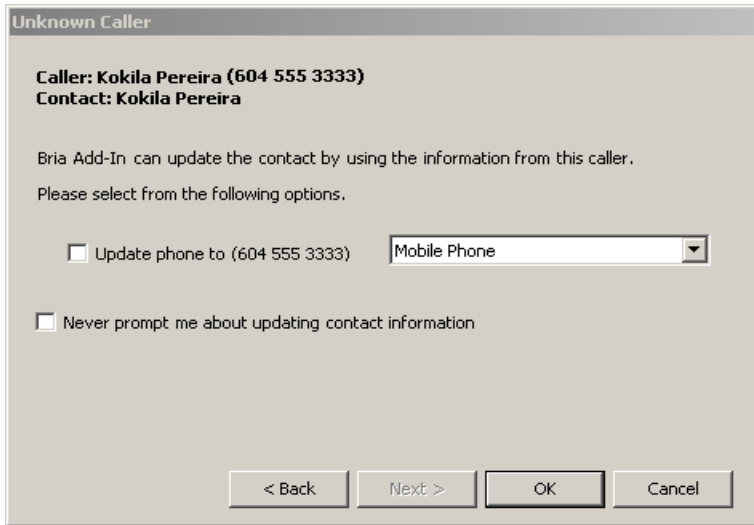 Unknown Caller
Caller: Kokila Pereira (604 555 3333)
Contact: Kokila Pereira
Bria Add-In can update the contact by using the information from this caller.
Please select from the following options.
Update phone to (604 555 3333) Mobile Phone
Never prompt me about updating contact information
< Back Next > OK Cancel